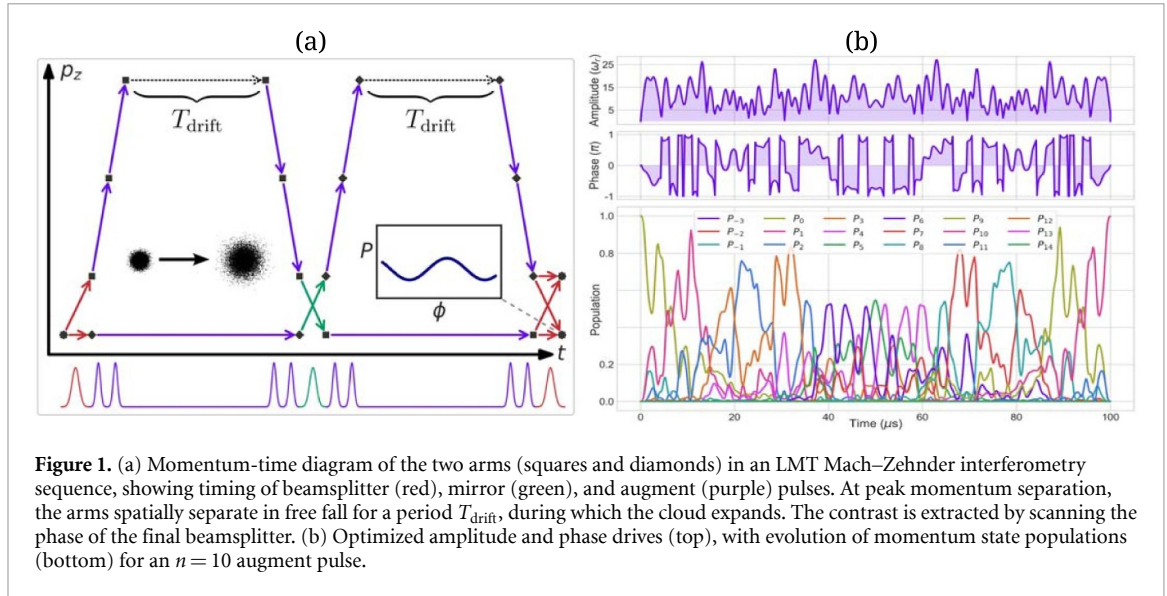 (a)
(b)
p_z
T_drift
T_drift
P
ϕ
t
Amplitude (ω_r)
25
15
5
Phase (π)
1
0
-1
Population
1.0
0.8
0.2
0.0
P_-3 P_0 P_3 P_6 P_9 P_12
P_-2 P_1 P_4 P_7 P_10 P_13
P_-1 P_2 P_5 P_8 P_11 P_14
0 20 40 60 80 100
Time (μs)
Figure 1. (a) Momentum-time diagram of the two arms (squares and diamonds) in an LMT Mach–Zehnder interferometry
sequence, showing timing of beamsplitter (red), mirror (green), and augment (purple) pulses. At peak momentum separation,
the arms spatially separate in free fall for a period T_drift, during which the cloud expands. The contrast is extracted by scanning the
phase of the final beamsplitter. (b) Optimized amplitude and phase drives (top), with evolution of momentum state populations
(bottom) for an n = 10 augment pulse.